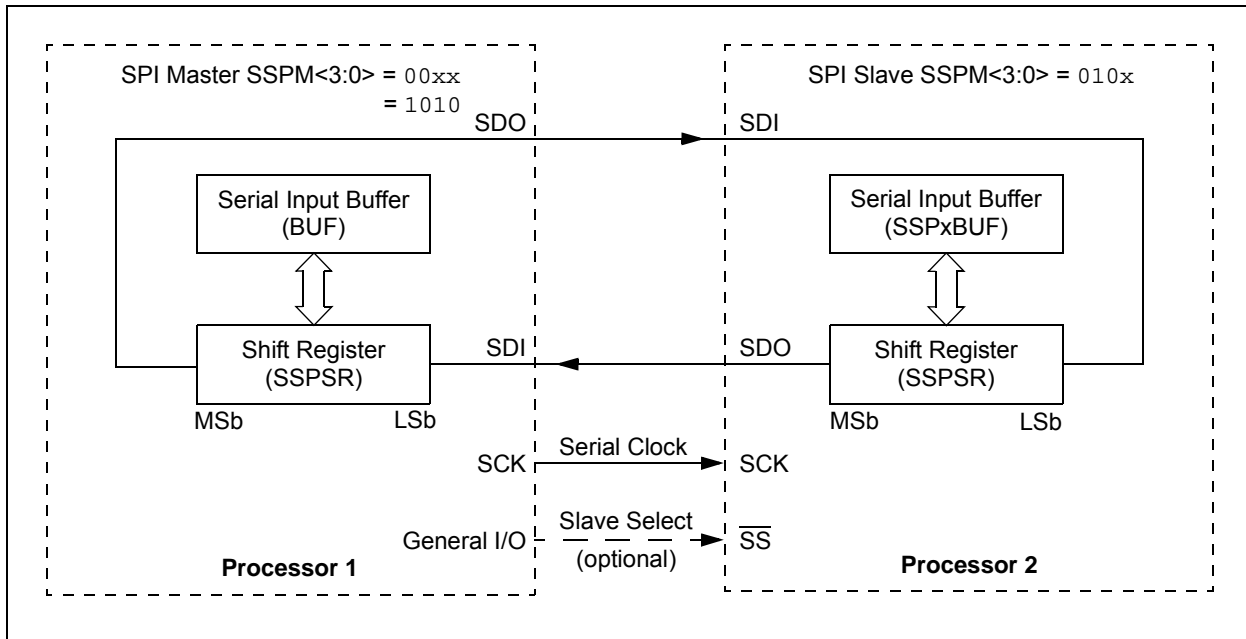 SPI Master SSPM<3:0> = 00xx
= 1010
SDO
Serial Input Buffer
(BUF)
Shift Register
(SSPSR)
MSb
LSb
SDI
SCK
General I/O
Processor 1
Serial Clock
Slave Select
(optional)
SPI Slave SSPM<3:0> = 010x
SDI
Serial Input Buffer
(SSPxBUF)
SDO
Shift Register
(SSPSR)
MSb
LSb
SCK
S̅S̅
Processor 2